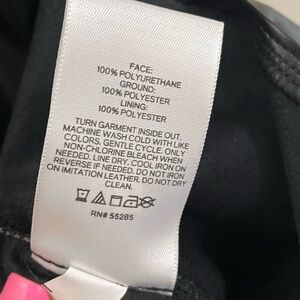 FACE:
100% POLYURETHANE
GROUND:
100% POLYESTER
LINING:
100% POLYESTER
TURN GARMENT INSIDE OUT.
MACHINE WASH COLD WITH LIKE
COLORS. GENTLE CYCLE. ONLY
NON-CHLORINE BLEACH WHEN
NEEDED. LINE DRY. COOL IRON ON
REVERSE IF NEEDED. DO NOT IRON
ON IMITATION LEATHER. DO NOT DRY
CLEAN.
RN# 55285